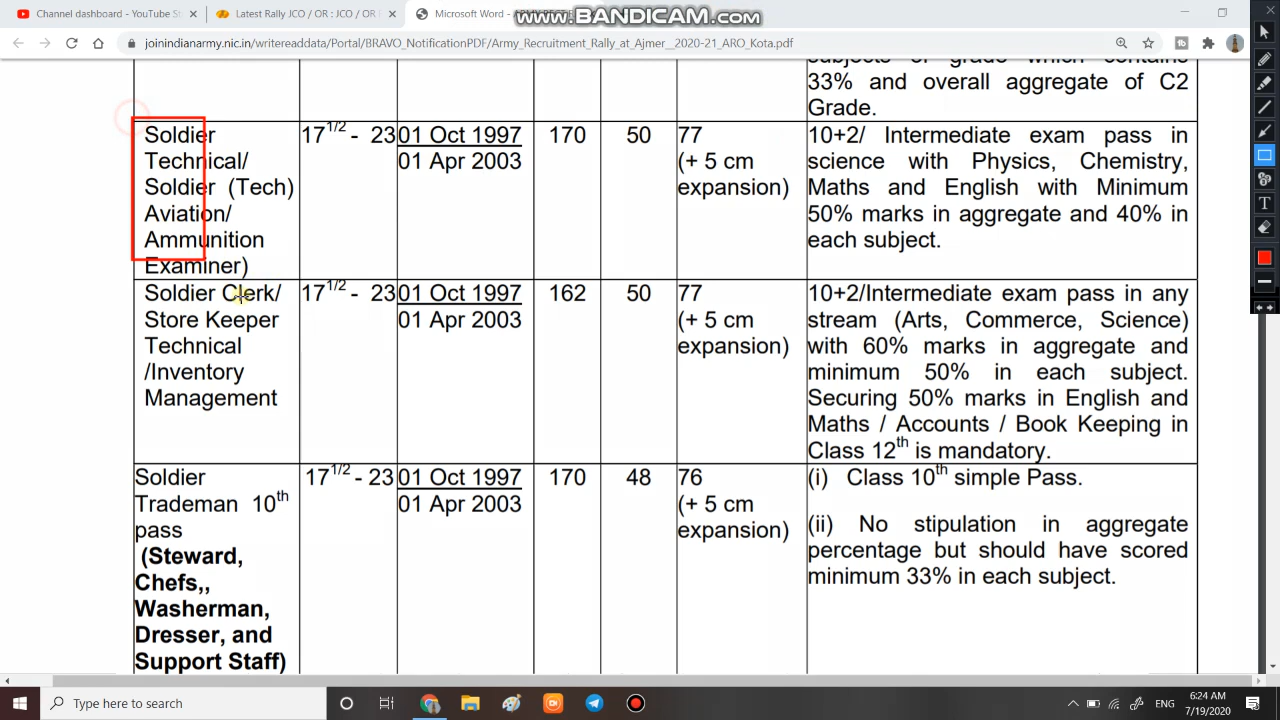 Channel dashboard - YouTube St
Latest Rally JCO / OR : JCO / OR E
Microsoft Word -
www.BANDICAM.com
joinindianarmy.nic.in/writereaddata/Portal/BRAVO_NotificationPDF/Army_Recruitment_Rally_at_Ajmer__2020-21_ARO_Kota.pdf
33% and overall aggregate of C2
Grade.
Soldier
Technical/
Soldier (Tech)
Aviation/
Ammunition
Examiner)
17 1/2 - 23
01 Oct 1997
01 Apr 2003
170
50
77
(+ 5 cm
expansion)
10+2/ Intermediate exam pass in
science with Physics, Chemistry,
Maths and English with Minimum
50% marks in aggregate and 40% in
each subject.
Soldier Clerk/
Store Keeper
Technical
/Inventory
Management
17 1/2 - 23
01 Oct 1997
01 Apr 2003
162
50
77
(+ 5 cm
expansion)
10+2/Intermediate exam pass in any
stream (Arts, Commerce, Science)
with 60% marks in aggregate and
minimum 50% in each subject.
Securing 50% marks in English and
Maths / Accounts / Book Keeping in
Class 12th is mandatory.
Soldier
Trademan 10th
pass
(Steward,
Chefs,,
Washerman,
Dresser, and
Support Staff)
17 1/2 - 23
01 Oct 1997
01 Apr 2003
170
48
76
(+ 5 cm
expansion)
(i) Class 10th simple Pass.
(ii) No stipulation in aggregate
percentage but should have scored
minimum 33% in each subject.
Type here to search
ENG
6:24 AM
7/19/2020